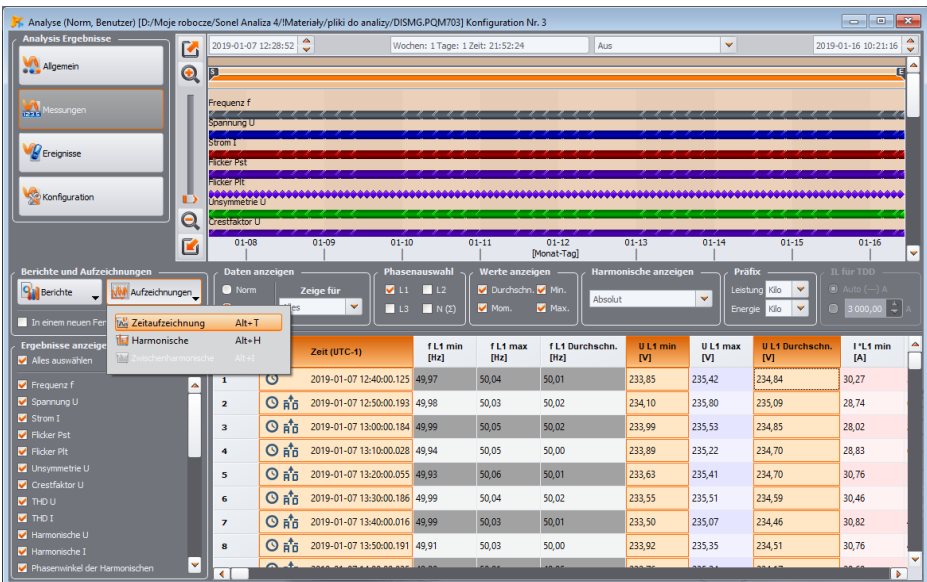 Analyse (Norm, Benutzer) [D:/Moje robocze/Sonel Analiza 4/!Materiały/pliki do analizy/DISMG.PQM703] Konfiguration Nr. 3
Analysis Ergebnisse
Allgemein
Messungen
Ereignisse
Konfiguration
2019-01-07 12:28:52
Wochen: 1 Tage: 1 Zeit: 21:52:24
Aus
2019-01-16 10:21:16
S E
Frequenz f
Spannung U
Strom I
Flicker Pst
Flicker Plt
Unsymmetrie U
Crestfaktor U
01-08 01-09 01-10 01-11 01-12 01-13 01-14 01-15 01-16
[Monat-Tag]
Berichte und Aufzeichnungen
Berichte
Aufzeichnungen
In einem neuen Fer
Zeitaufzeichnung Alt+T
Harmonische Alt+H
Zwischenharmonische Alt+I
Daten anzeigen
Norm
Zeige für
Alles
Phasenauswahl
L1 L2
L3 N (Σ)
Werte anzeigen
Durchschn. Min.
Mom. Max.
Harmonische anzeigen
Absolut
Präfix
Leistung Kilo
Energie Kilo
IL für TDD
Auto (---) A
3 000,00 A
Ergebnisse anzeige
Alles auswählen
Frequenz f
Spannung U
Strom I
Flicker Pst
Flicker Plt
Unsymmetrie U
Crestfaktor U
THD U
THD I
Harmonische U
Harmonische I
Phasenwinkel der Harmonischen
Zeit (UTC-1) f L1 min [Hz] f L1 max [Hz] f L1 Durchschn. [Hz] U L1 min [V] U L1 max [V] U L1 Durchschn. [V] I *L1 min [A]
1 2019-01-07 12:40:00.125 49,97 50,04 50,01 233,85 235,42 234,84 30,27
2 2019-01-07 12:50:00.193 49,98 50,03 50,02 234,10 235,80 235,09 28,74
3 2019-01-07 13:00:00.184 49,99 50,05 50,02 233,99 235,53 234,85 28,02
4 2019-01-07 13:10:00.028 49,94 50,05 50,00 233,89 235,22 234,70 28,83
5 2019-01-07 13:20:00.055 49,93 50,06 50,01 233,63 235,41 234,70 30,76
6 2019-01-07 13:30:00.186 49,99 50,04 50,02 233,55 235,51 234,59 30,46
7 2019-01-07 13:40:00.016 49,99 50,03 50,01 233,50 235,07 234,46 30,82
8 2019-01-07 13:50:00.191 49,91 50,03 50,00 233,92 235,35 234,51 30,76